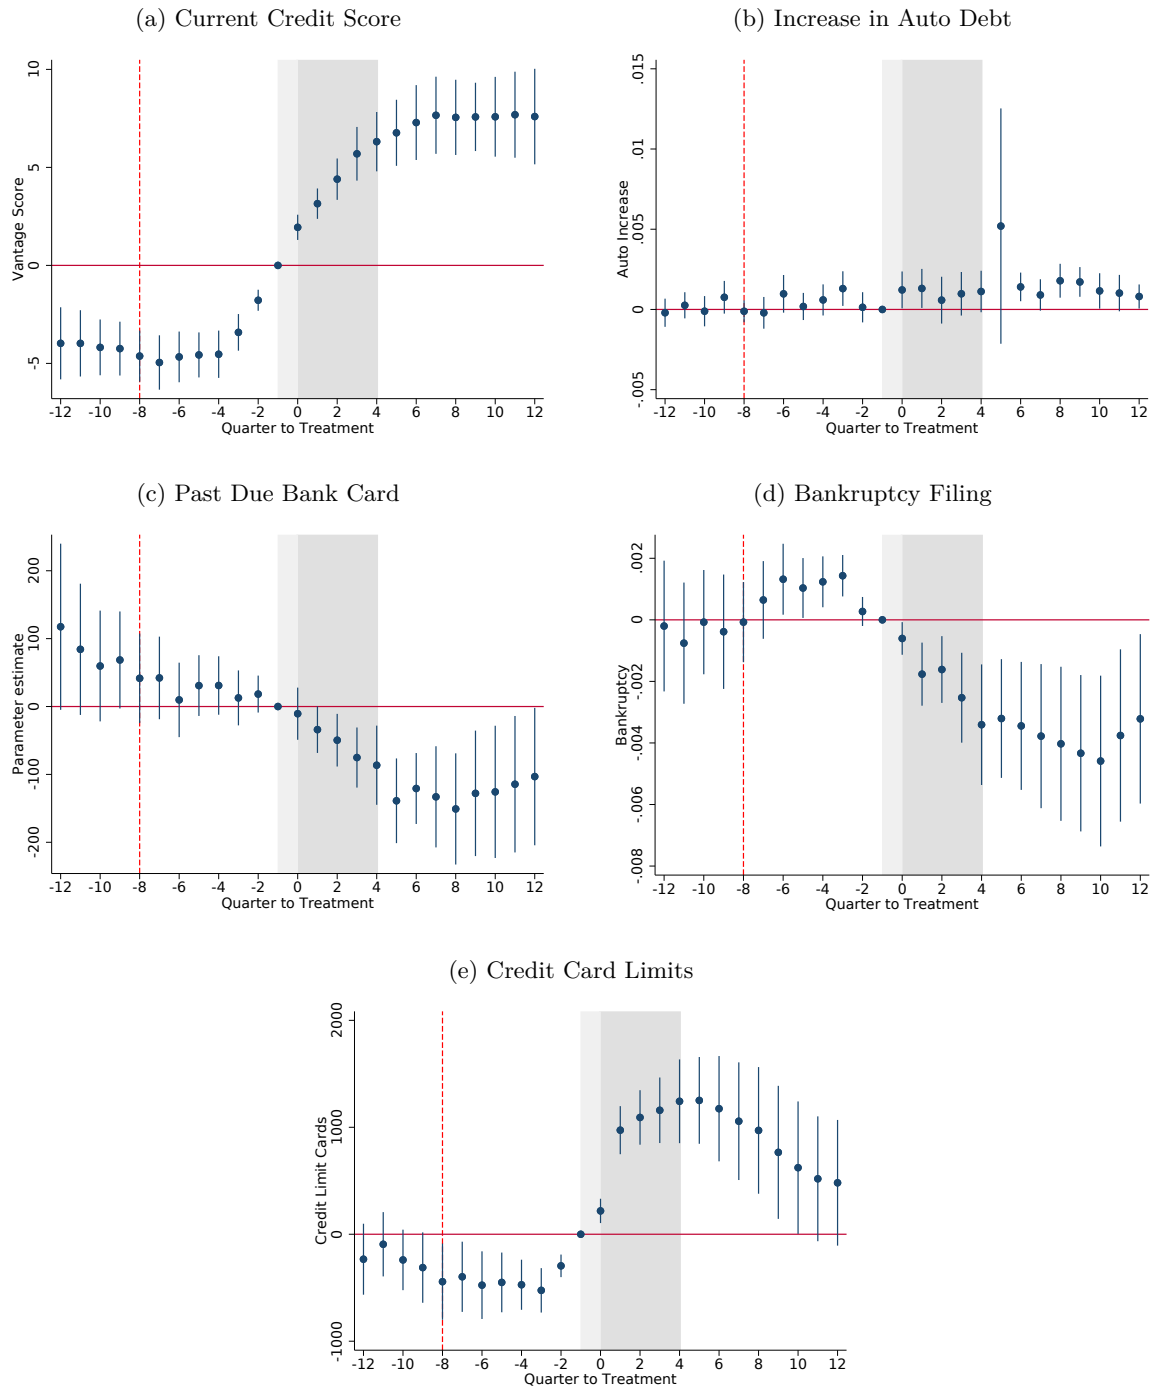 (a) Current Credit Score
Vantage Score
10
5
0
-5
-12 -10 -8 -6 -4 -2 0 2 4 6 8 10 12
Quarter to Treatment
(b) Increase in Auto Debt
Auto Increase
.015
.01
.005
0
-.005
-12 -10 -8 -6 -4 -2 0 2 4 6 8 10 12
Quarter to Treatment
(c) Past Due Bank Card
Parameter estimate
200
100
0
-100
-200
-12 -10 -8 -6 -4 -2 0 2 4 6 8 10 12
Quarter to Treatment
(d) Bankruptcy Filing
Bankruptcy
.002
0
-.002
-.004
-.006
-.008
-12 -10 -8 -6 -4 -2 0 2 4 6 8 10 12
Quarter to Treatment
(e) Credit Card Limits
Credit Limit Cards
2000
1000
0
-1000
-12 -10 -8 -6 -4 -2 0 2 4 6 8 10 12
Quarter to Treatment